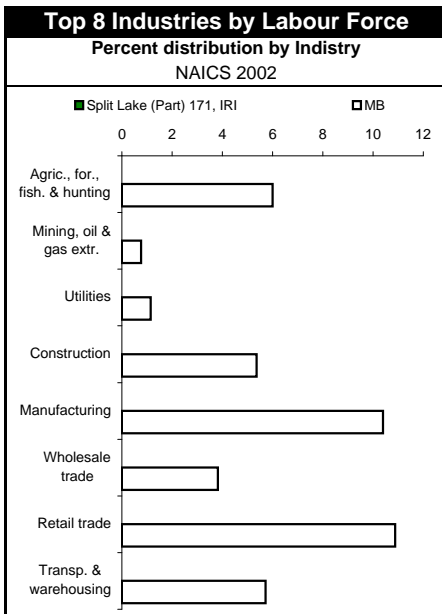 Top 8 Industries by Labour Force
Percent distribution by Indistry
NAICS 2002
Split Lake (Part) 171, IRI MB
0 2 4 6 8 10 12
Agric., for.,
fish. & hunting
Mining, oil &
gas extr.
Utilities
Construction
Manufacturing
Wholesale
trade
Retail trade
Transp. &
warehousing